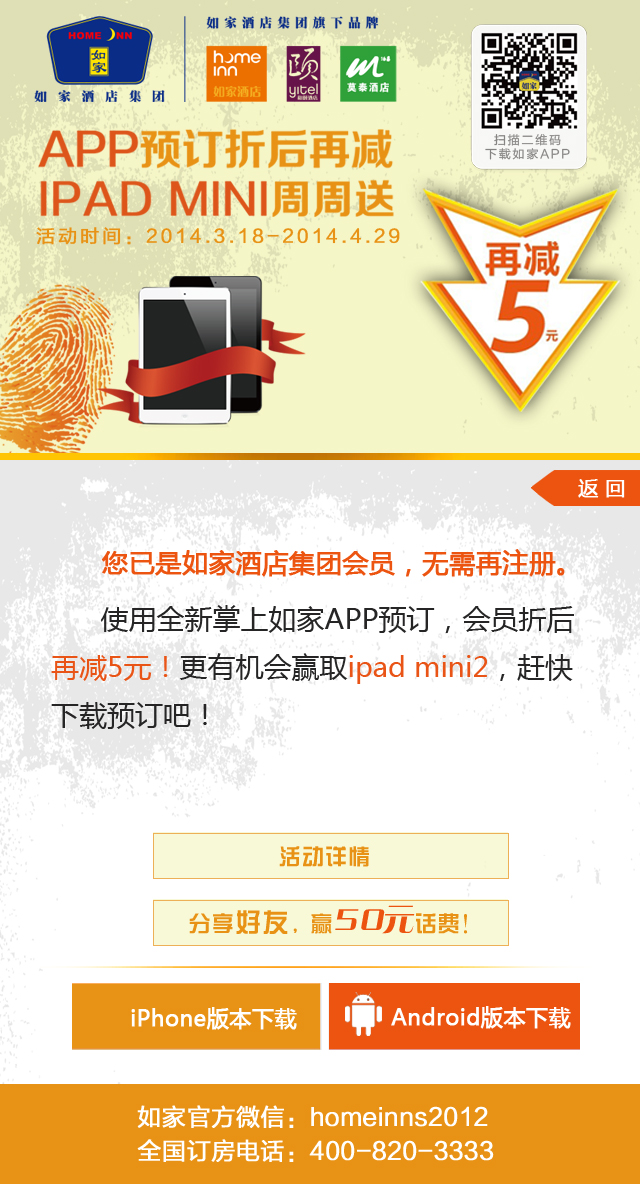 如家酒店集团旗下品牌
HOME INN
如家
如家酒店集团
home inn
如家酒店
頤
yitel
和颐酒店
莫泰酒店
如家
扫描二维码
下载如家APP
APP预订折后再减
IPAD MINI周周送
活动时间：2014.3.18-2014.4.29
再减
5元
返回
您已是如家酒店集团会员，无需再注册。
使用全新掌上如家APP预订，会员折后
再减5元！更有机会赢取ipad mini2，赶快
下载预订吧！
活动详情
分享好友，赢50元话费！
iPhone版本下载
Android版本下载
如家官方微信：homeinns2012
全国订房电话：400-820-3333